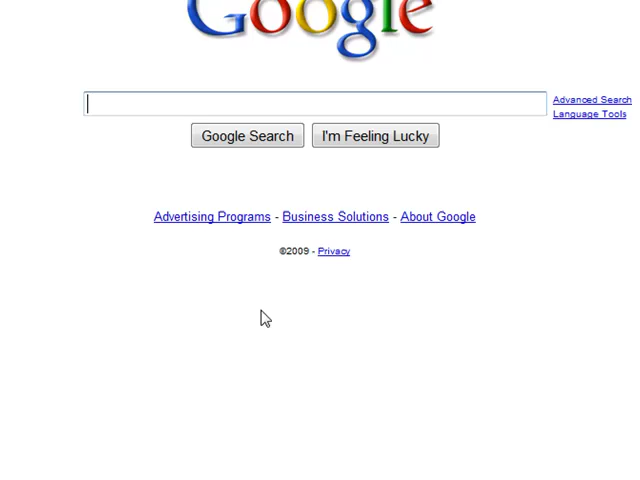 Google
Advanced Search
Language Tools
Google Search I'm Feeling Lucky
Advertising Programs - Business Solutions - About Google
©2009 - Privacy